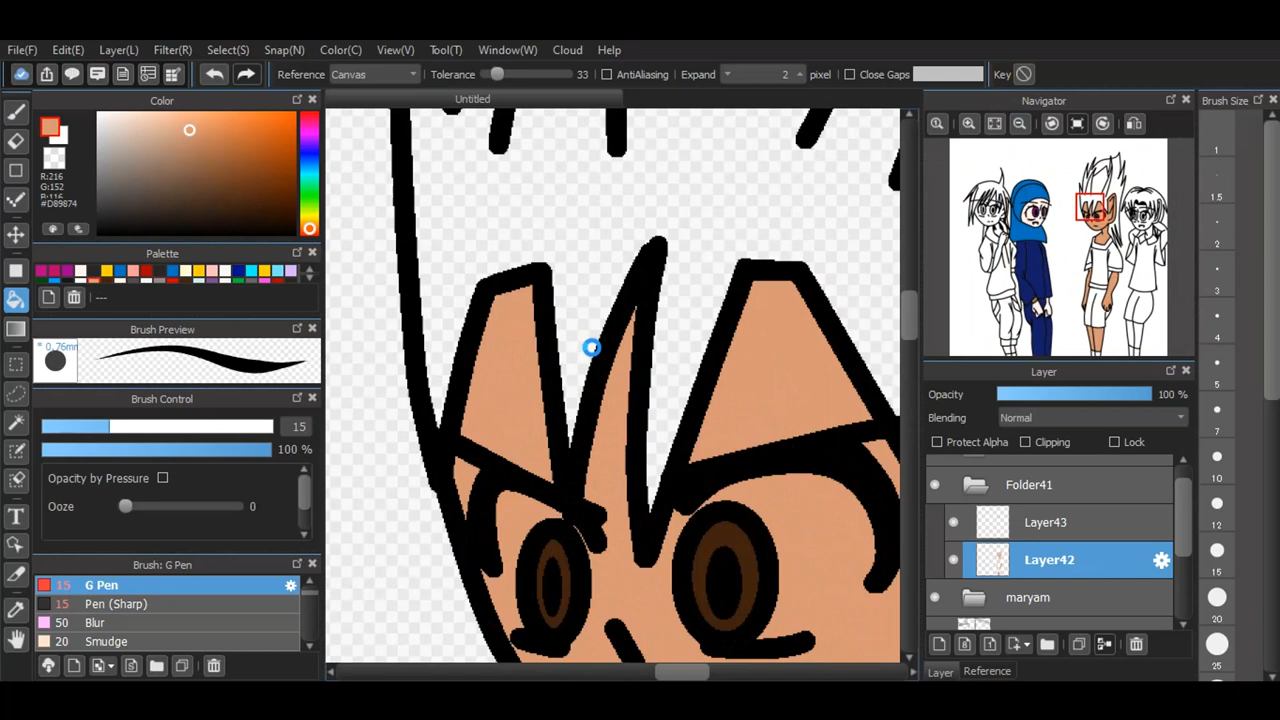 File(F) Edit(E) Layer(L) Filter(R) Select(S) Snap(N) Color(C) View(V) Tool(T) Window(W) Cloud Help
Reference Canvas Tolerance 33 AntiAliasing Expand 2 pixel Close Gaps Key
Color
Untitled
Navigator
Brush Size
R:216
G:152
B:116
#D89874
Palette
---
Brush Preview
* 0.76mm
Brush Control
15
100 %
Opacity by Pressure
Ooze 0
Brush: G Pen
15 G Pen
15 Pen (Sharp)
50 Blur
20 Smudge
Layer
Opacity 100 %
Blending Normal
Protect Alpha Clipping Lock
Folder41
Layer43
Layer42
maryam
Layer Reference
1
1.5
2
3
4
5
7
10
12
15
17
20
25